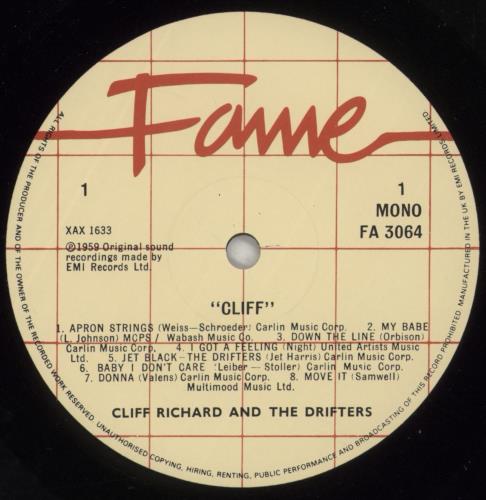 Fame
1
1
MONO
XAX 1633
FA 3064
℗1959 Original sound
recordings made by
EMI Records Ltd.
"CLIFF"
1. APRON STRINGS (Weiss-Schroeder) Carlin Music Corp. 2. MY BABE
(L. Johnson) MCPS / Wabash Music Co. 3. DOWN THE LINE (Orbison)
Carlin Music Corp. 4. I GOT A FEELING (Night) United Artists Music
Ltd. 5. JET BLACK—THE DRIFTERS (Jet Harris) Carlin Music Corp.
6. BABY I DON'T CARE 'Leiber — Stoller) Carlin Music Corp.
7. DONNA (Valens) Carlin Music Corp. 8. MOVE IT (Samwell)
Multimood Music Ltd.
CLIFF RICHARD AND THE DRIFTERS
ALL RIGHTS OF THE PRODUCER AND OF THE OWNER OF THE RECORDED WORK RESERVED. UNAUTHORISED COPYING, HIRING, RENTING, PUBLIC PERFORMANCE AND BROADCASTING OF THIS RECORD PROHIBITED. MANUFACTURED IN THE UK BY EMI RECORDS LIMITED.